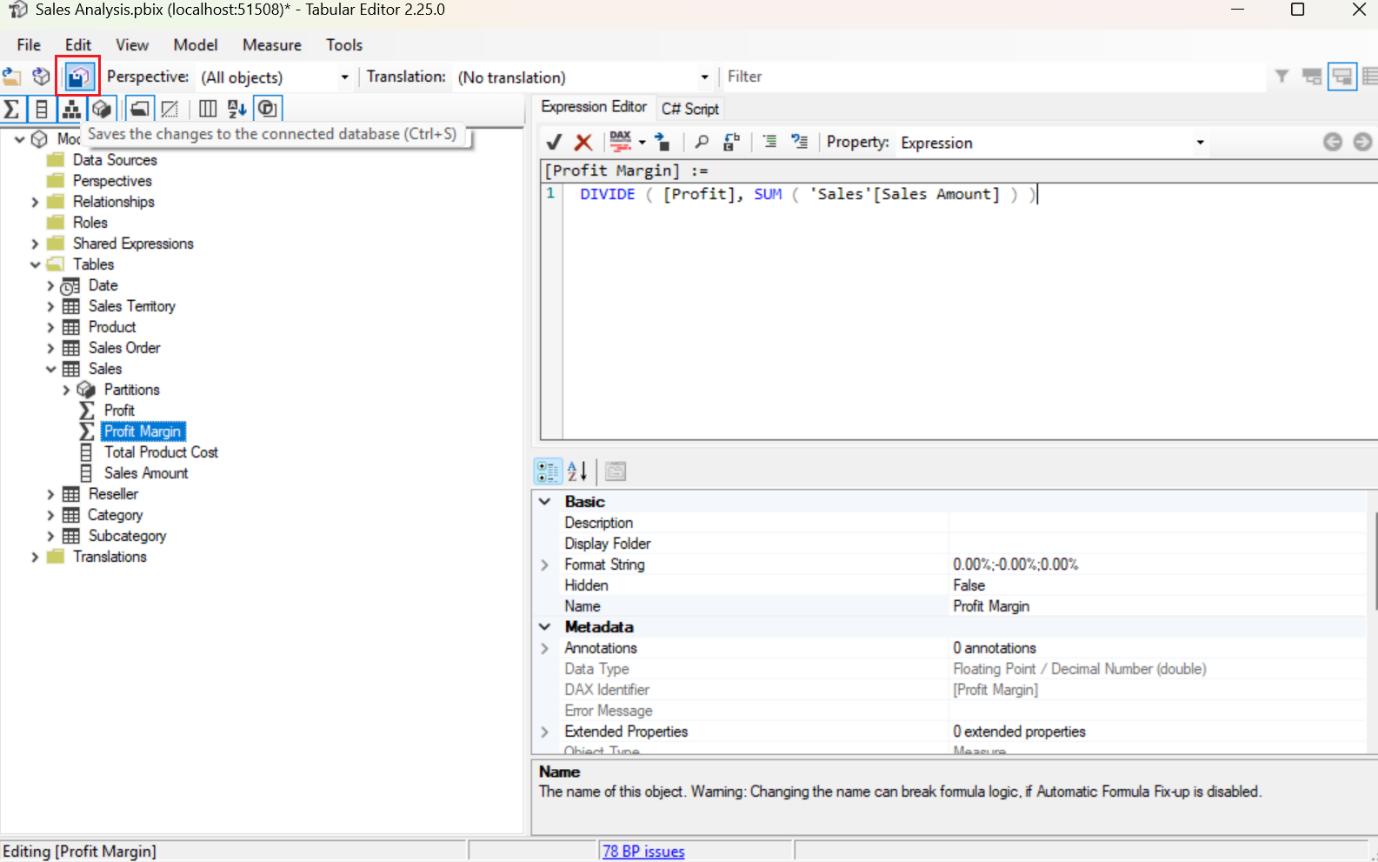 Sales Analysis.pbix (localhost:51508)* - Tabular Editor 2.25.0
File Edit View Model Measure Tools
Perspective: (All objects) Translation: (No translation) Filter
Saves the changes to the connected database (Ctrl+S)
Data Sources
Perspectives
Relationships
Roles
Shared Expressions
Tables
Date
Sales Territory
Product
Sales Order
Sales
Partitions
Profit
Profit Margin
Total Product Cost
Sales Amount
Reseller
Category
Subcategory
Translations
Expression Editor C# Script
DAX Property: Expression
[Profit Margin] :=
1 DIVIDE ( [Profit], SUM ( 'Sales'[Sales Amount] ) )
Basic
Description
Display Folder
Format String 0.00%;-0.00%;0.00%
Hidden False
Name Profit Margin
Metadata
Annotations 0 annotations
Data Type Floating Point / Decimal Number (double)
DAX Identifier [Profit Margin]
Error Message
Extended Properties 0 extended properties
Object Type Measure
Name
The name of this object. Warning: Changing the name can break formula logic, if Automatic Formula Fix-up is disabled.
Editing [Profit Margin] 78 BP issues